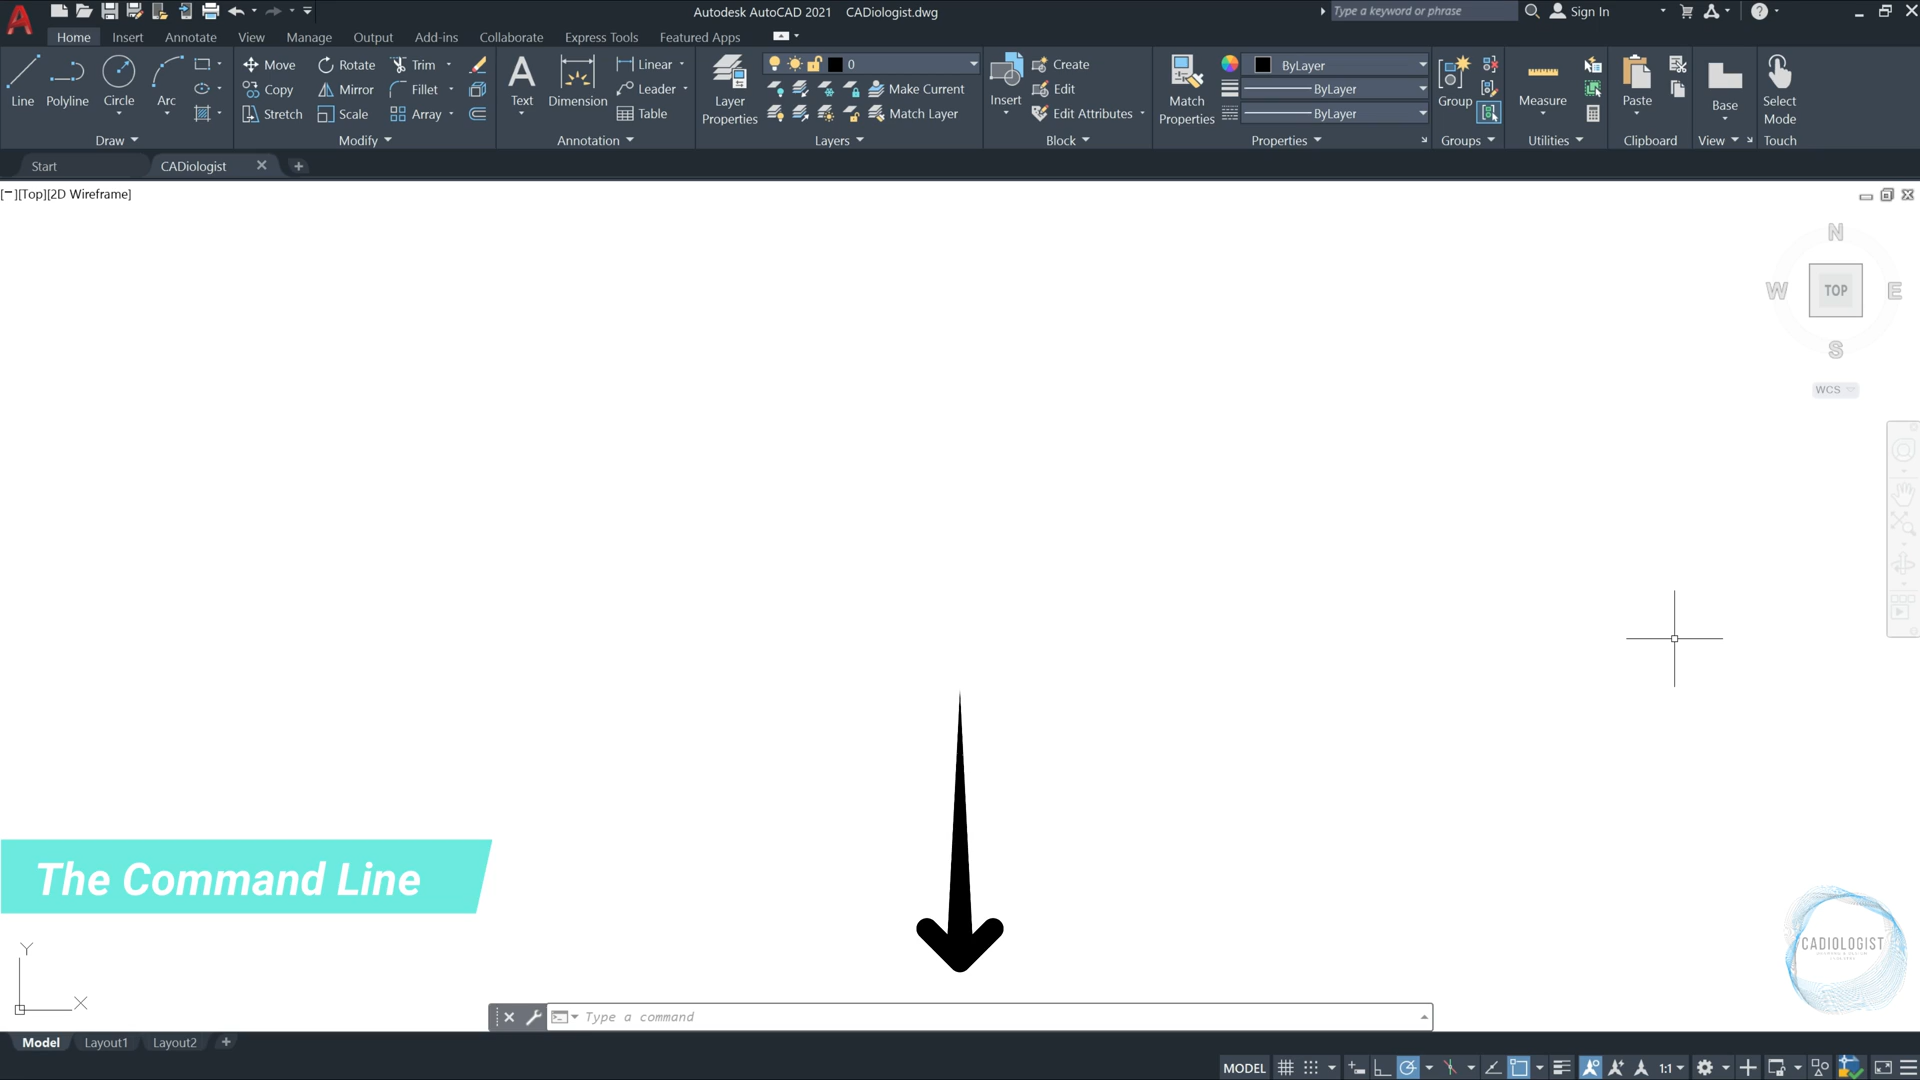 Autodesk AutoCAD 2021 CADiologist.dwg
Type a keyword or phrase
Sign In
Home Insert Annotate View Manage Output Add-ins Collaborate Express Tools Featured Apps
Line Polyline Circle Arc
Draw
Move Rotate Trim
Copy Mirror Fillet
Stretch Scale Array
Modify
Text Dimension
Linear
Leader
Table
Annotation
Layer Properties
0
Make Current
Match Layer
Layers
Insert
Create
Edit
Edit Attributes
Block
Match Properties
ByLayer
ByLayer
ByLayer
Properties
Group
Groups
Measure
Utilities
Paste
Clipboard
Base
View
Select Mode
Touch
Start CADiologist
[−][Top][2D Wireframe]
N
W TOP E
S
WCS
The Command Line
CADIOLOGIST
Y
X
Type a command
Model Layout1 Layout2
MODEL 1:1